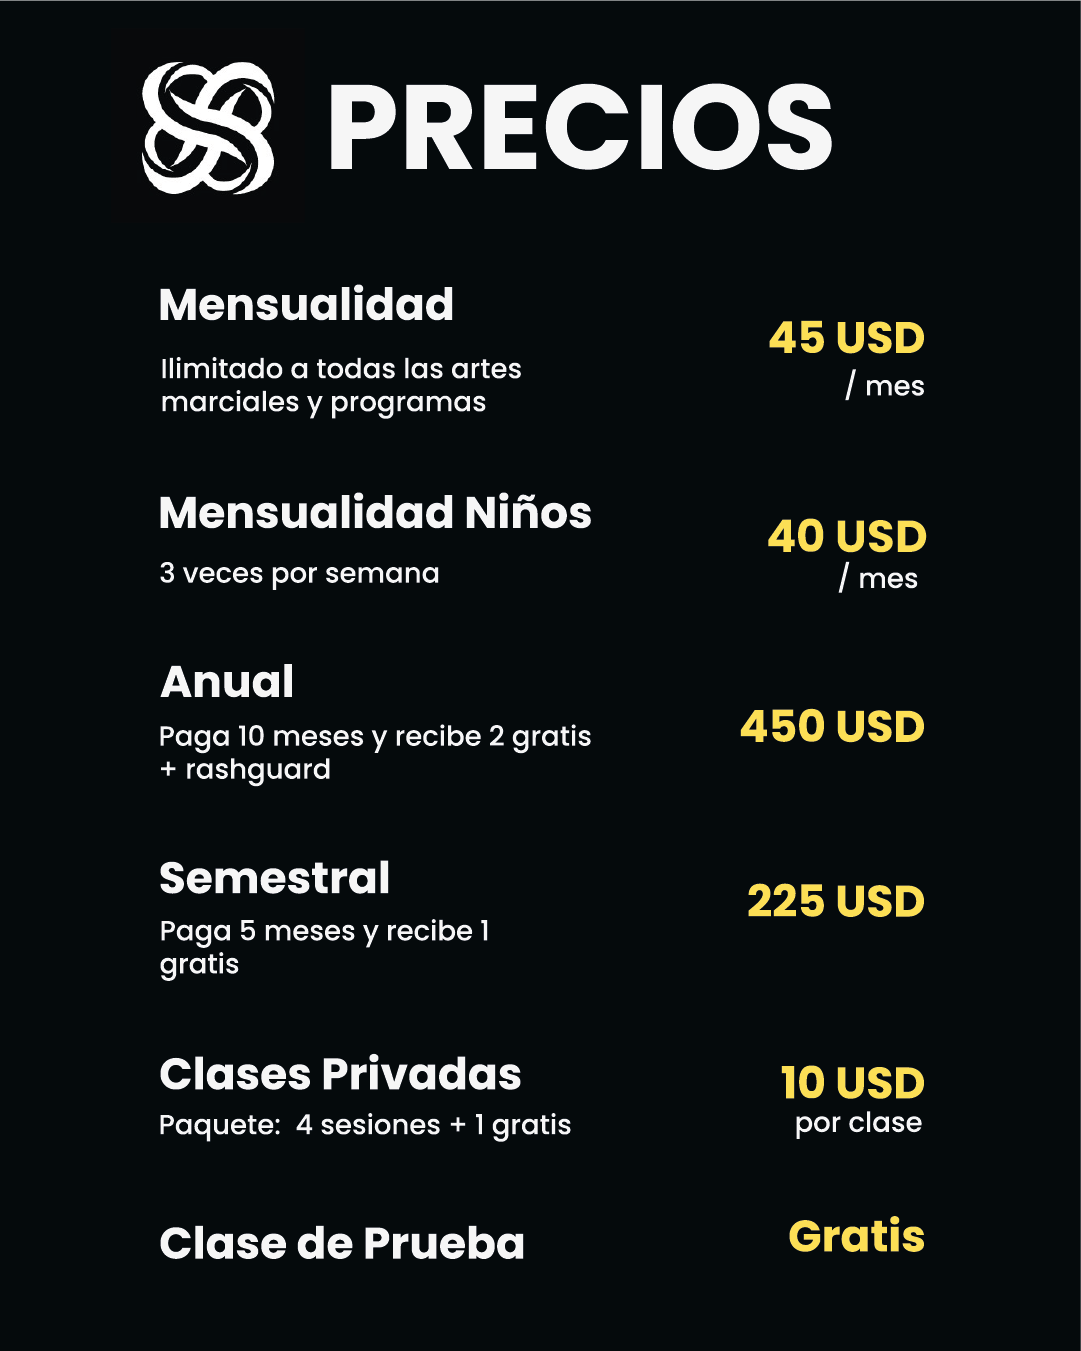 PRECIOS
Mensualidad
Ilimitado a todas las artes
marciales y programas
45 USD
/ mes
Mensualidad Niños
3 veces por semana
40 USD
/ mes
Anual
Paga 10 meses y recibe 2 gratis
+ rashguard
450 USD
Semestral
Paga 5 meses y recibe 1
gratis
225 USD
Clases Privadas
Paquete:  4 sesiones + 1 gratis
10 USD
por clase
Clase de Prueba
Gratis